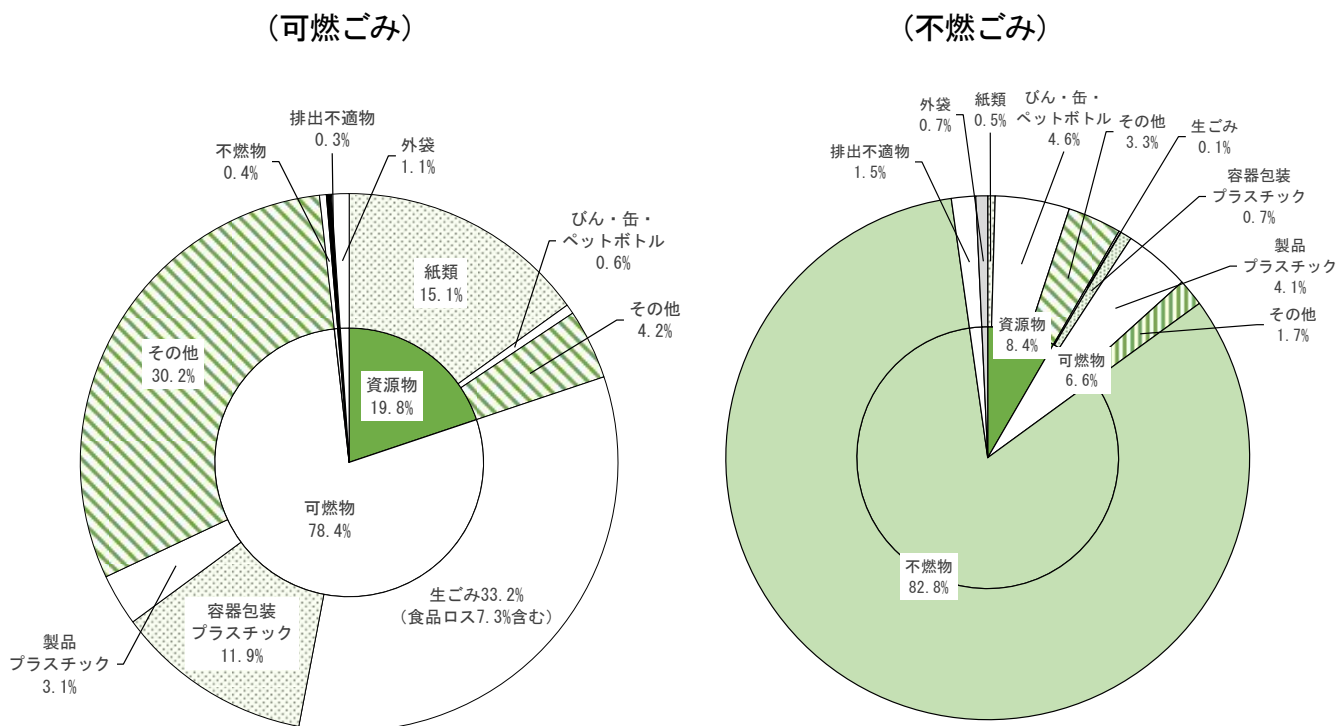 (可燃ごみ)
排出不適物
0.3%
不燃物
0.4%
外袋
1.1%
びん・缶・
ペットボトル
0.6%
紙類
15.1%
その他
4.2%
その他
30.2%
資源物
19.8%
可燃物
78.4%
生ごみ33.2%
(食品ロス7.3%含む)
容器包装
プラスチック
11.9%
製品
プラスチック
3.1%
(不燃ごみ)
外袋
0.7%
紙類
0.5%
びん・缶・
ペットボトル
4.6%
その他
3.3%
生ごみ
0.1%
排出不適物
1.5%
容器包装
プラスチック
0.7%
製品
プラスチック
4.1%
その他
1.7%
資源物
8.4%
可燃物
6.6%
不燃物
82.8%